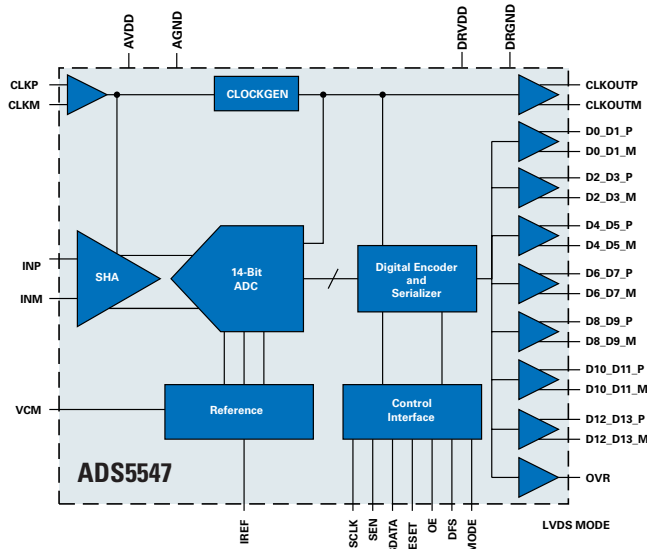 AVDD
AGND
DRVDD
DRGND
CLKP
CLKM
CLOCKGEN
CLKOUTP
CLKOUTM
D0_D1_P
D0_D1_M
D2_D3_P
D2_D3_M
D4_D5_P
D4_D5_M
INP
INM
SHA
14-Bit
ADC
Digital Encoder
and
Serializer
D6_D7_P
D6_D7_M
D8_D9_P
D8_D9_M
D10_D11_P
D10_D11_M
VCM
Reference
Control
Interface
D12_D13_P
D12_D13_M
ADS5547
OVR
IREF
SCLK
SEN
SDATA
RESET
OE
DFS
MODE
LVDS MODE